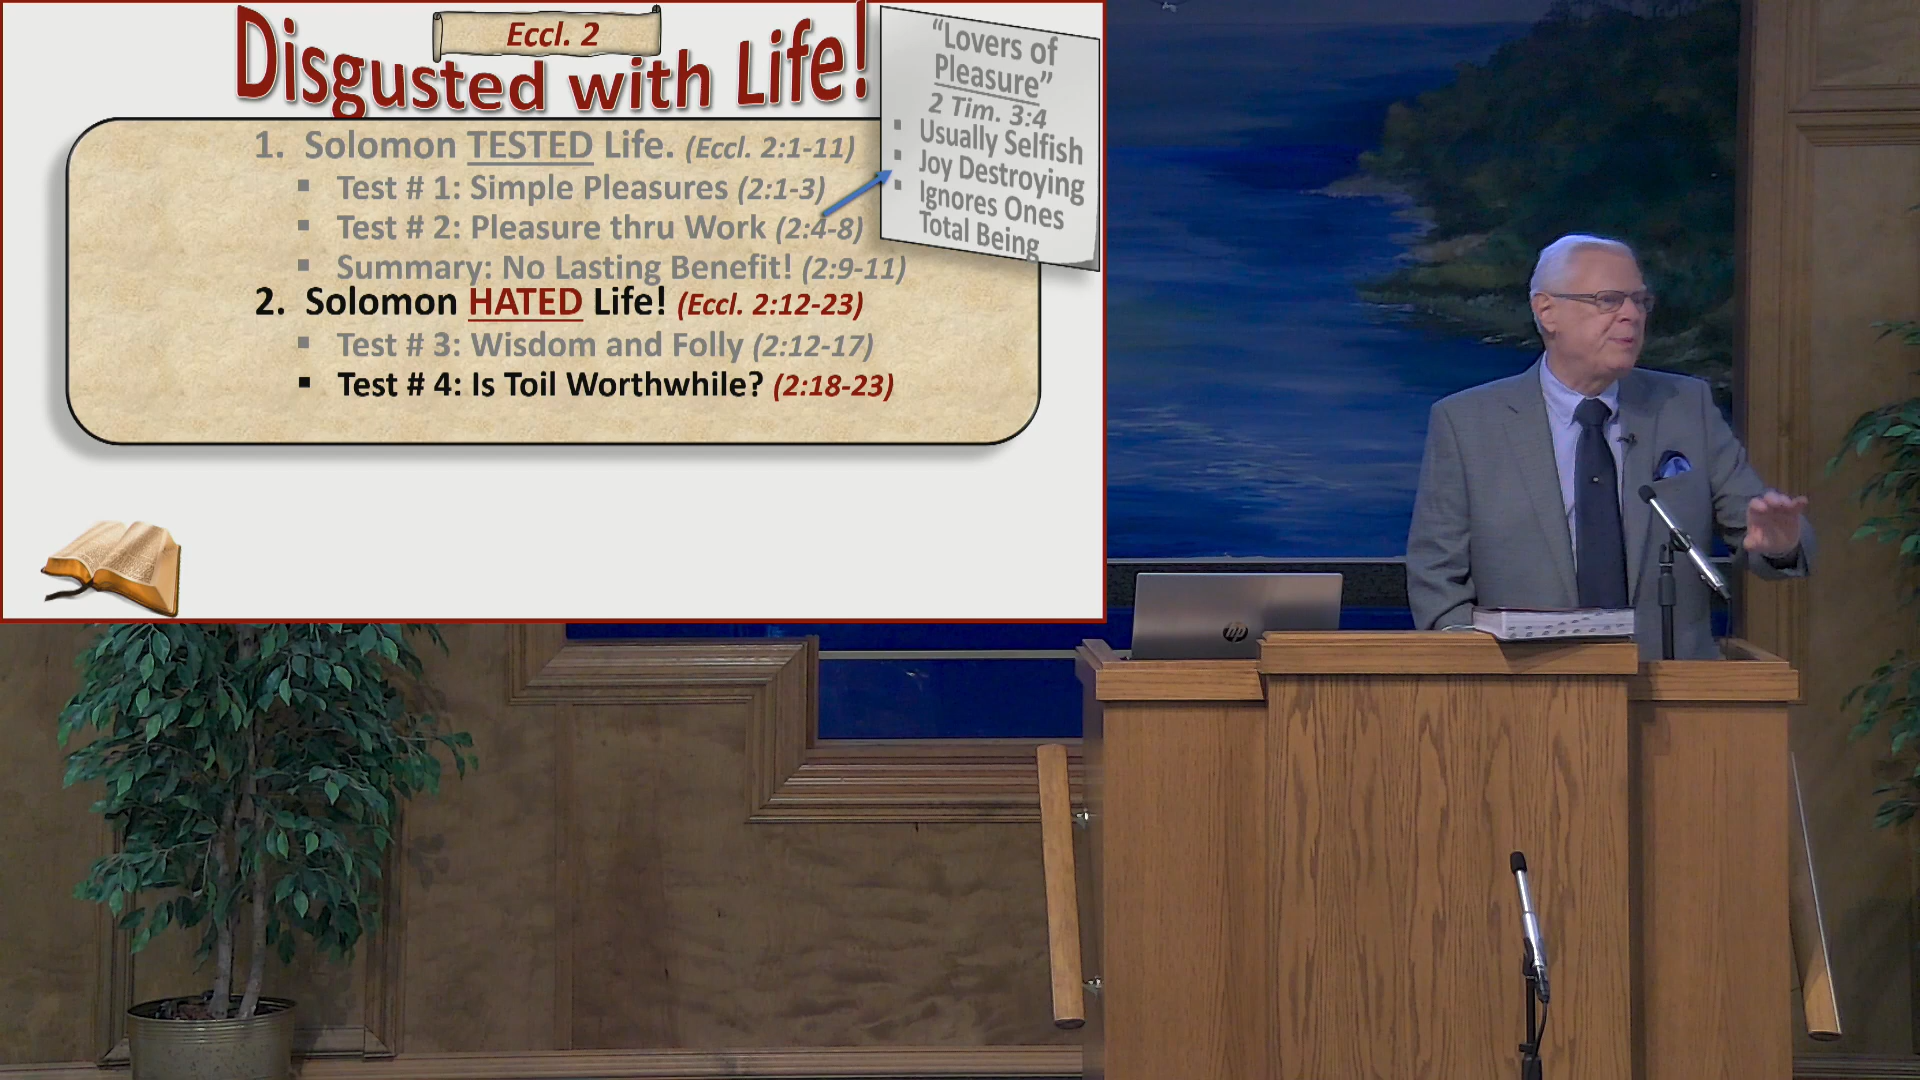 Eccl. 2
Disgusted with Life!
1. Solomon TESTED Life. (Eccl. 2:1-11)
▪ Test # 1: Simple Pleasures (2:1-3)
▪ Test # 2: Pleasure thru Work (2:4-8)
▪ Summary: No Lasting Benefit! (2:9-11)
2. Solomon HATED Life! (Eccl. 2:12-23)
▪ Test # 3: Wisdom and Folly (2:12-17)
▪ Test # 4: Is Toil Worthwhile? (2:18-23)
“Lovers of
Pleasure”
2 Tim. 3:4
▪ Usually Selfish
▪ Joy Destroying
▪ Ignores Ones
Total Being
hp